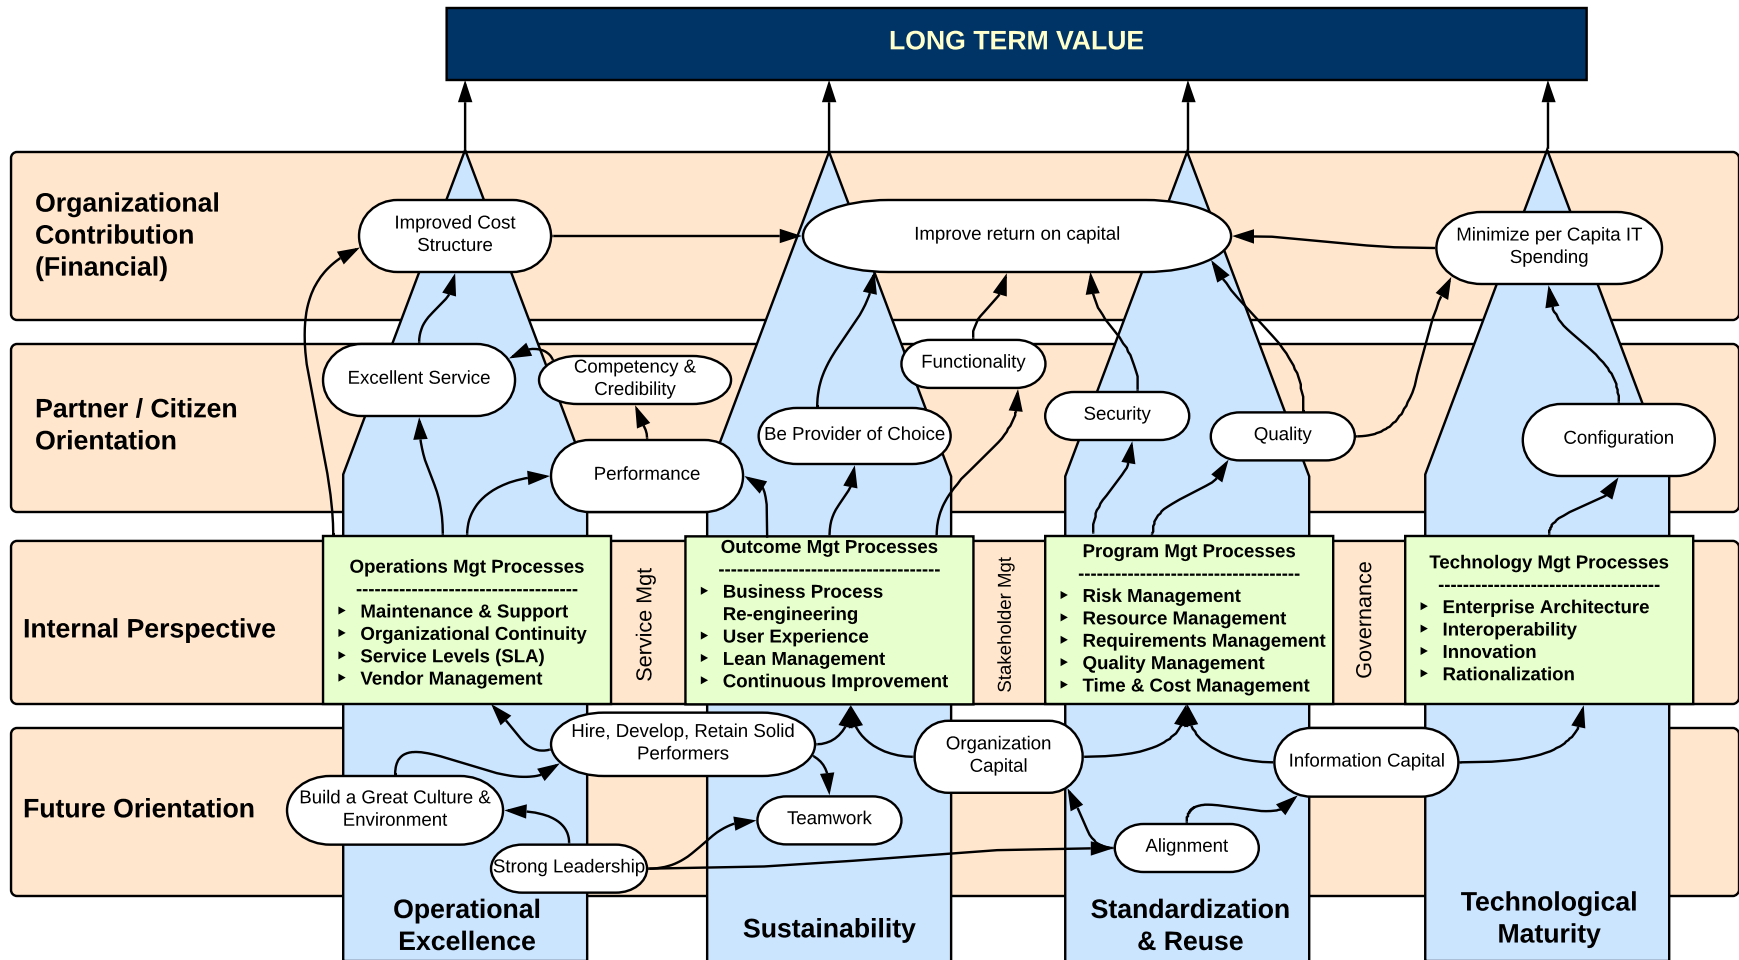 LONG TERM VALUE
Organizational
Contribution
(Financial)
Improved Cost
Structure
Improve return on capital
Minimize per Capita IT
Spending
Partner / Citizen
Orientation
Excellent Service
Competency &
Credibility
Performance
Be Provider of Choice
Functionality
Security
Quality
Configuration
Internal Perspective
Operations Mgt Processes
------------------------------------
Maintenance & Support
Organizational Continuity
Service Levels (SLA)
Vendor Management
Service Mgt
Outcome Mgt Processes
------------------------------------
Business Process
Re-engineering
User Experience
Lean Management
Continuous Improvement
Stakeholder Mgt
Program Mgt Processes
------------------------------------
Risk Management
Resource Management
Requirements Management
Quality Management
Time & Cost Management
Governance
Technology Mgt Processes
------------------------------------
Enterprise Architecture
Interoperability
Innovation
Rationalization
Future Orientation
Hire, Develop, Retain Solid
Performers
Build a Great Culture &
Environment
Strong Leadership
Teamwork
Organization
Capital
Alignment
Information Capital
Operational
Excellence
Sustainability
Standardization
& Reuse
Technological
Maturity